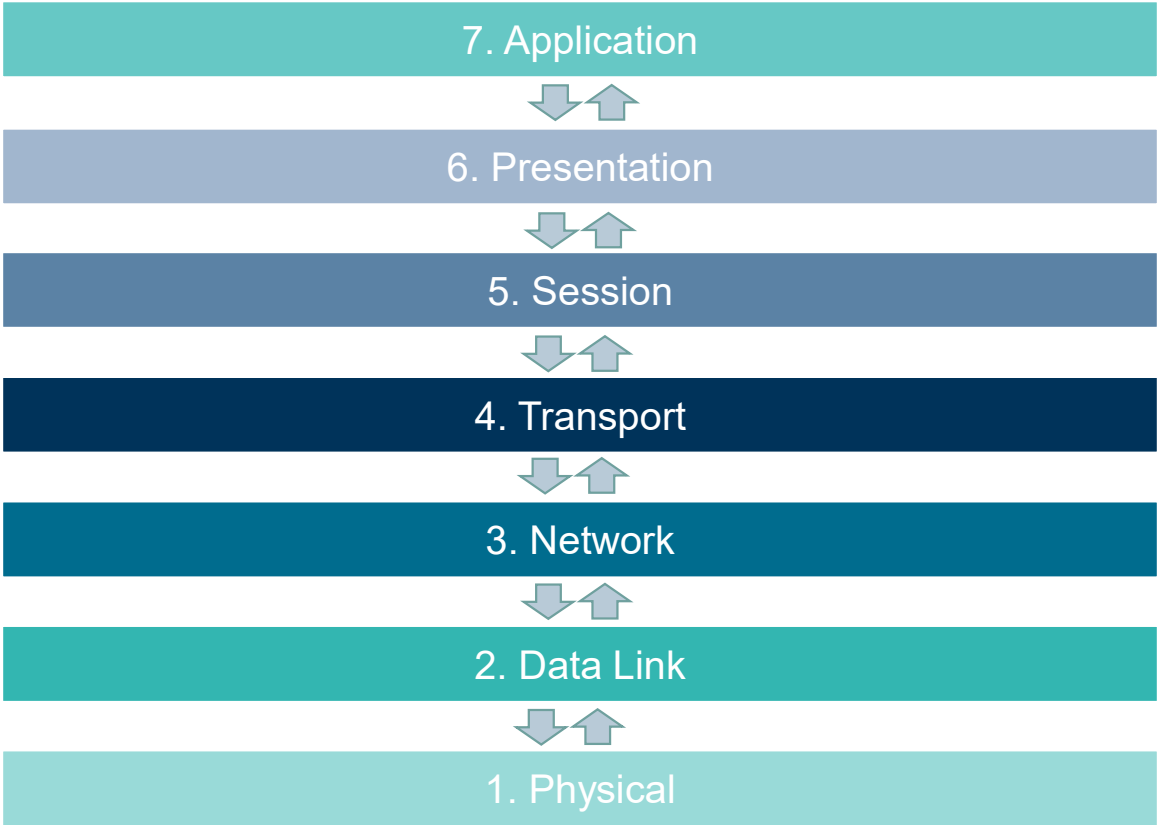 7. Application
6. Presentation
5. Session
4. Transport
3. Network
2. Data Link
1. Physical